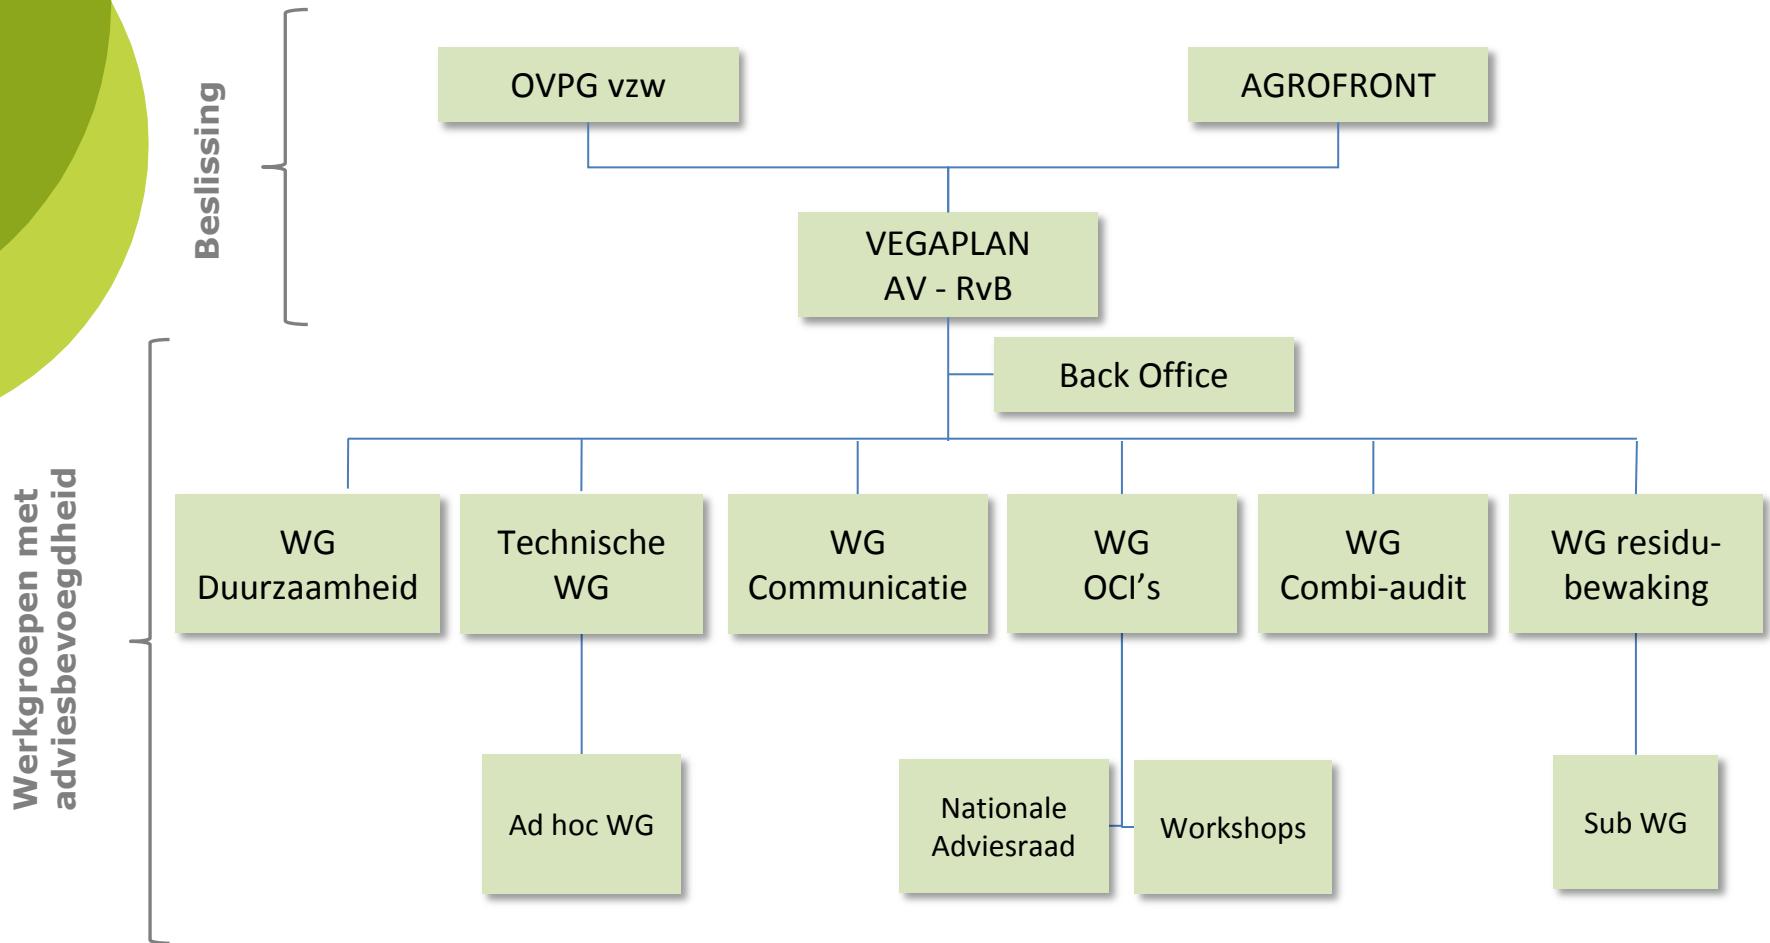 Beslissing
OVPG vzw
AGROFRONT
VEGAPLAN
AV - RvB
Back Office
Werkgroepen met
adviesbevoegdheid
WG
Duurzaamheid
Technische
WG
WG
Communicatie
WG
OCI’s
WG
Combi-audit
WG residu-
bewaking
Ad hoc WG
Nationale
Adviesraad
Workshops
Sub WG